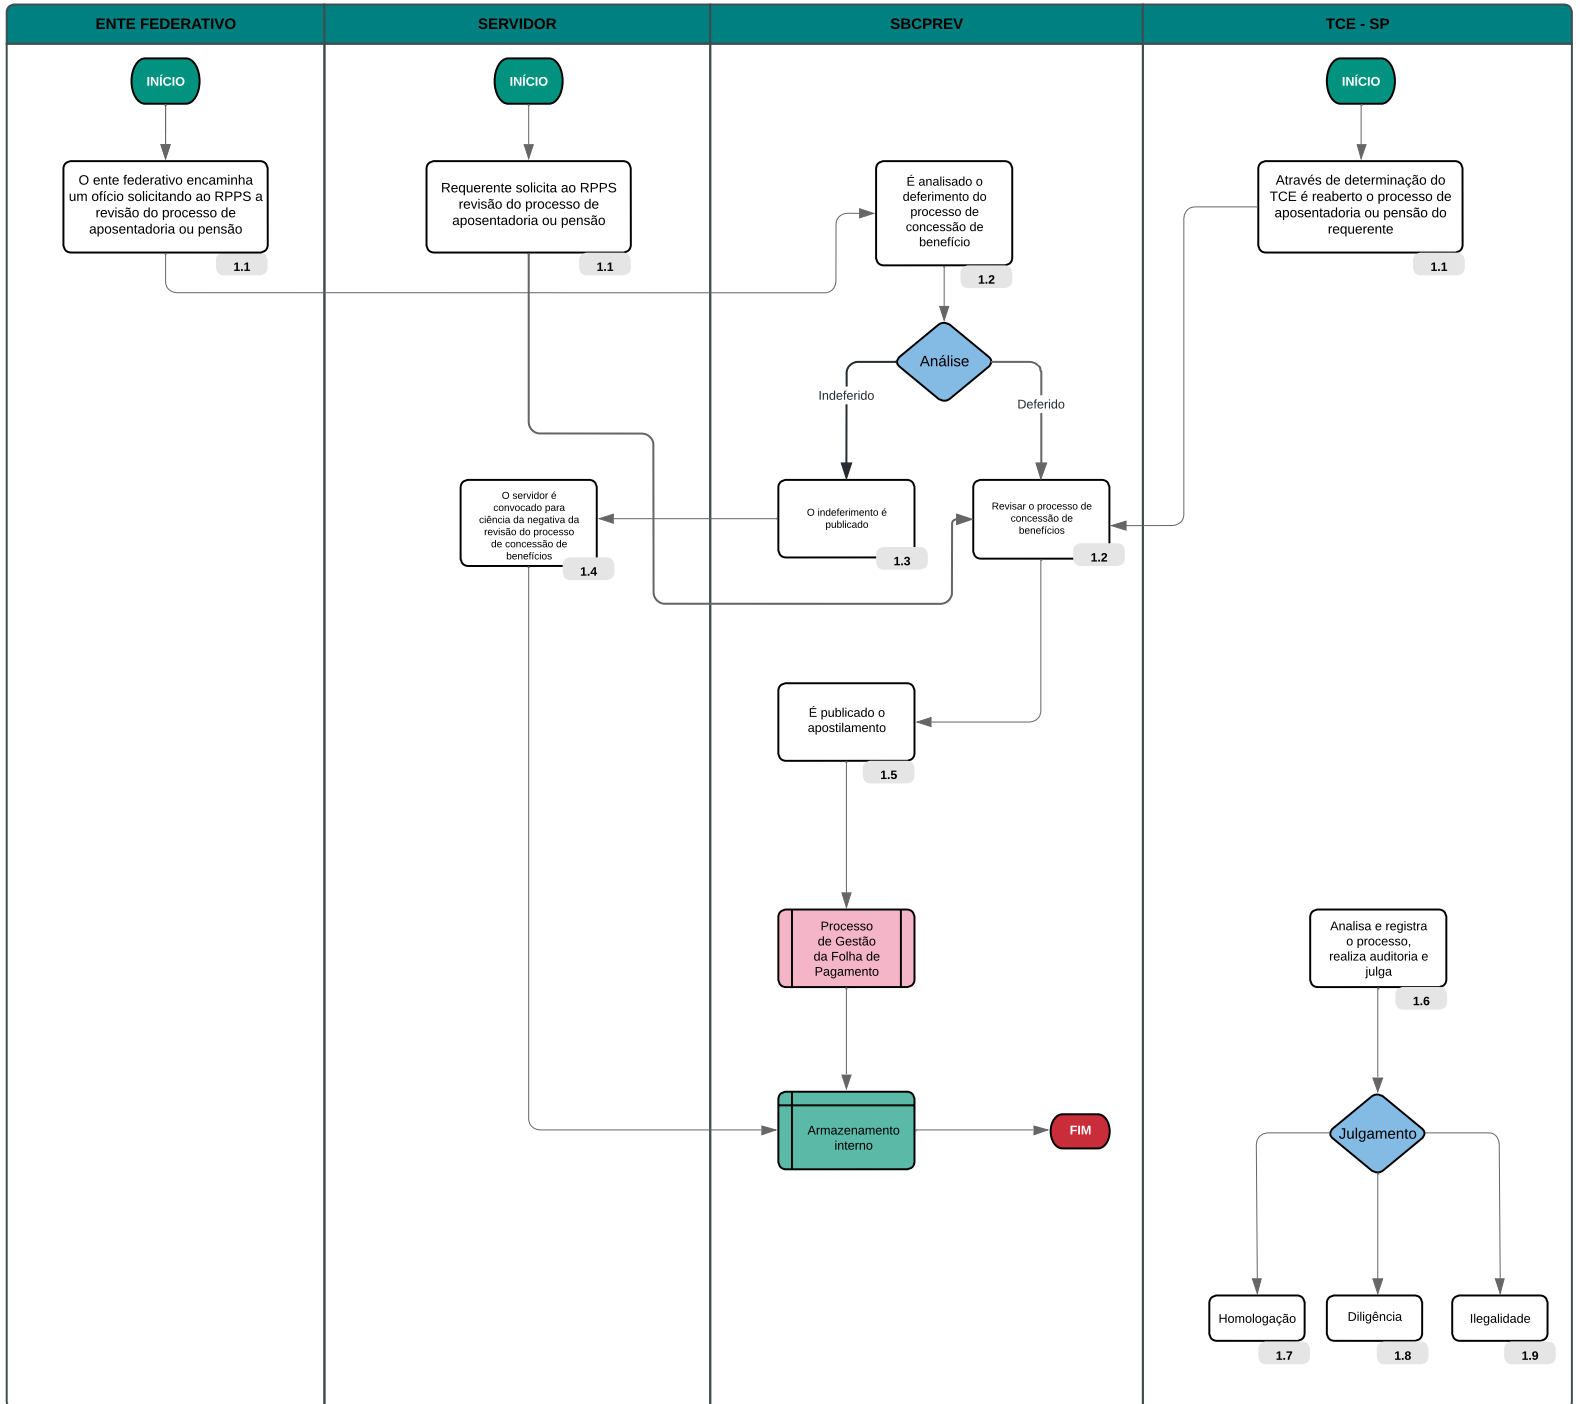 ENTE FEDERATIVO
SERVIDOR
SBCPREV
TCE - SP
INÍCIO
INÍCIO
INÍCIO
O ente federativo encaminha
um ofício solicitando ao RPPS a
revisão do processo de
aposentadoria ou pensão
1.1
Requerente solicita ao RPPS
revisão do processo de
aposentadoria ou pensão
1.1
É analisado o
deferimento do
processo de
concessão de
benefício
1.2
Através de determinação do
TCE é reaberto o processo de
aposentadoria ou pensão do
requerente
1.1
Análise
Indeferido
Deferido
O servidor é
convocado para
ciência da negativa da
revisão do processo
de concessão de
benefícios
1.4
O indeferimento é
publicado
1.3
Revisar o processo de
concessão de
benefícios
1.2
É publicado o
apostilamento
1.5
Processo
de Gestão
da Folha de
Pagamento
Analisa e registra
o processo,
realiza auditoria e
julga
1.6
Armazenamento
interno
FIM
Julgamento
Homologação
1.7
Diligência
1.8
Ilegalidade
1.9